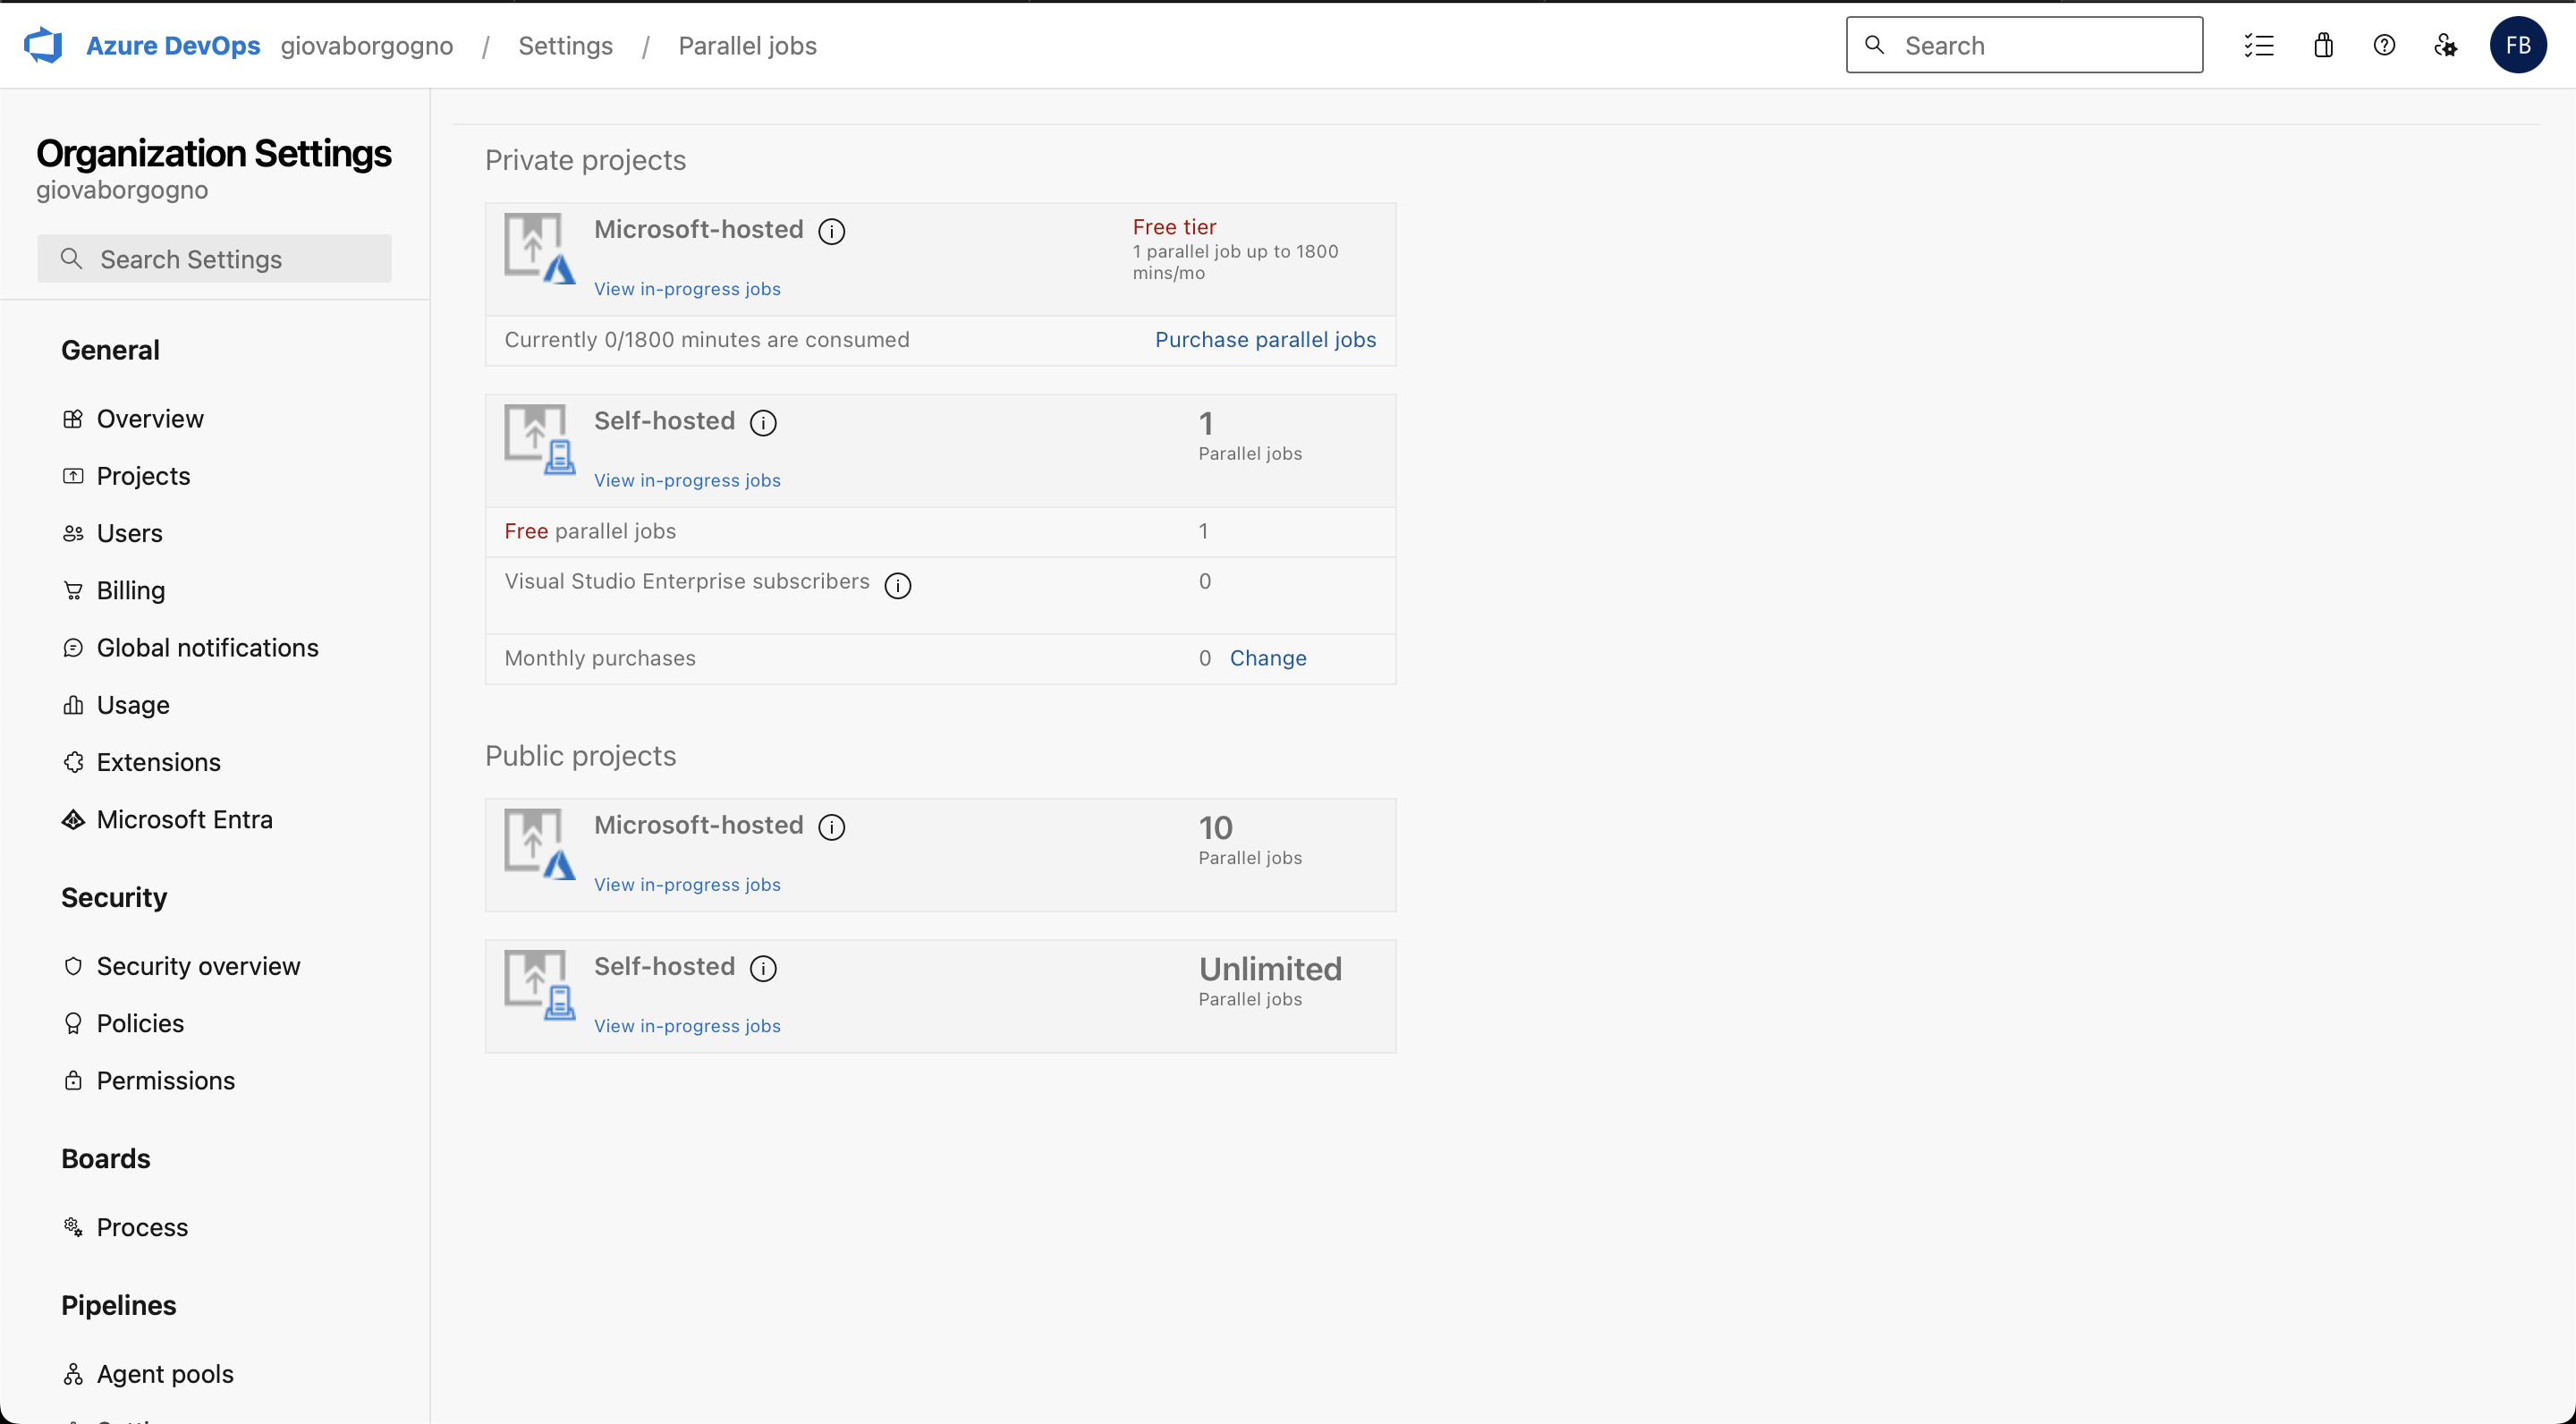 Azure DevOps giovaborgogno / Settings / Parallel jobs
Search
FB
Organization Settings
giovaborgogno
Search Settings
General
Overview
Projects
Users
Billing
Global notifications
Usage
Extensions
Microsoft Entra
Security
Security overview
Policies
Permissions
Boards
Process
Pipelines
Agent pools
Private projects
Microsoft-hosted
Free tier
1 parallel job up to 1800
mins/mo
View in-progress jobs
Currently 0/1800 minutes are consumed
Purchase parallel jobs
Self-hosted
1
Parallel jobs
View in-progress jobs
Free parallel jobs 1
Visual Studio Enterprise subscribers 0
Monthly purchases 0 Change
Public projects
Microsoft-hosted
10
Parallel jobs
View in-progress jobs
Self-hosted
Unlimited
Parallel jobs
View in-progress jobs